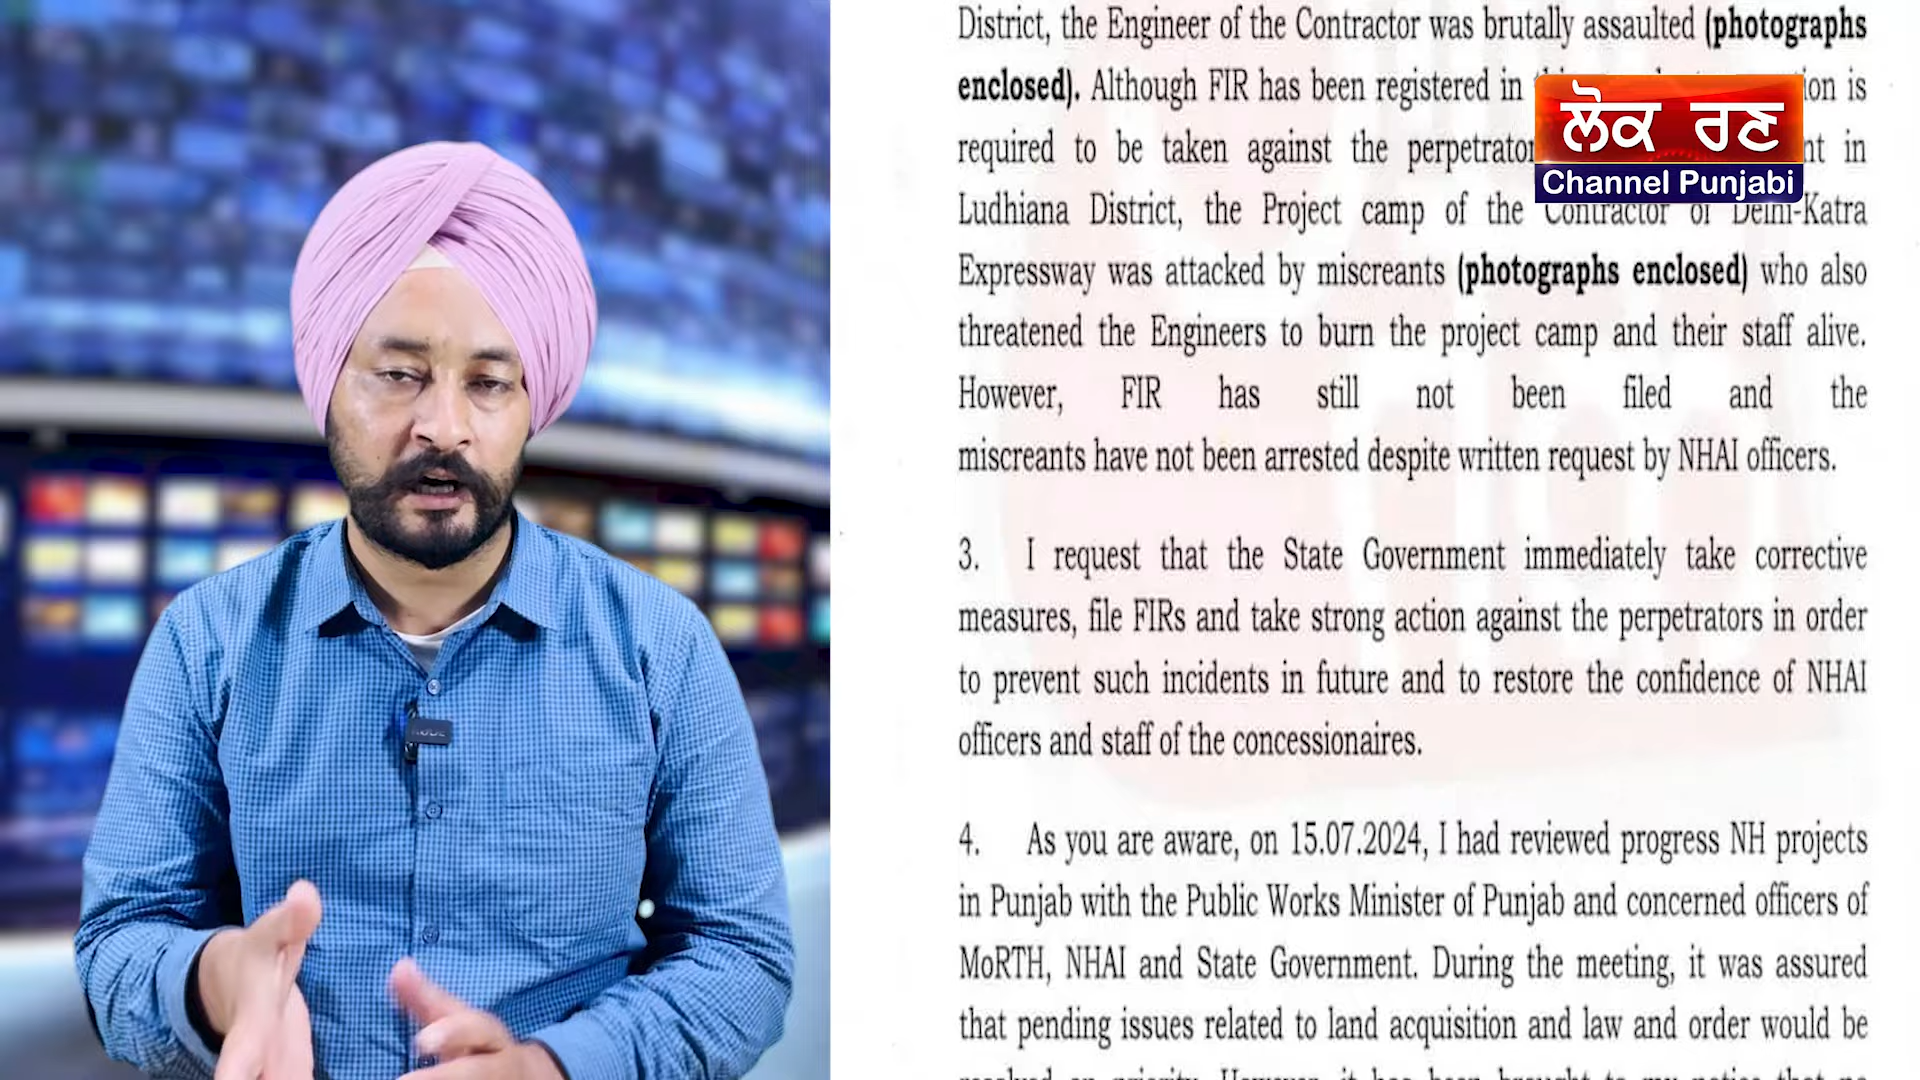 District, the Engineer of the Contractor was brutally assaulted (photographs
enclosed). Although FIR has been registered in ion is
required to be taken against the nt in
Ludhiana District, the Project camp of the Contractor of Delhi-Katra
Expressway was attacked by miscreants (photographs enclosed) who also
threatened the Engineers to burn the project camp and their staff alive.
However, FIR has still not been filed and the
miscreants have not been arrested despite written request by NHAI officers.
3. I request that the State Government immediately take corrective
measures, file FIRs and take strong action against the perpetrators in order
to prevent such incidents in future and to restore the confidence of NHAI
officers and staff of the concessionaires.
4. As you are aware, on 15.07.2024, I had reviewed progress NH projects
in Punjab with the Public Works Minister of Punjab and concerned officers of
MoRTH, NHAI and State Government. During the meeting, it was assured
that pending issues related to land acquisition and law and order would be
ਲੋਕ ਰਣ
Channel Punjabi